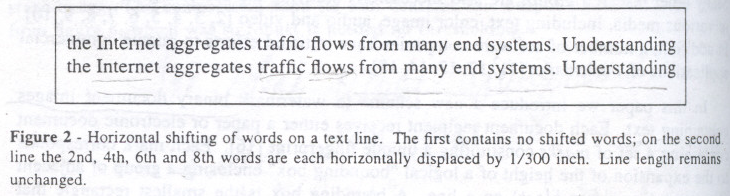 the Internet aggregates traffic flows from many end systems. Understanding
the Internet aggregates traffic flows from many end systems. Understanding
Figure 2 - Horizontal shifting of words on a text line. The first contains no shifted words; on the second
line the 2nd, 4th, 6th and 8th words are each horizontally displaced by 1/300 inch. Line length remains
unchanged.